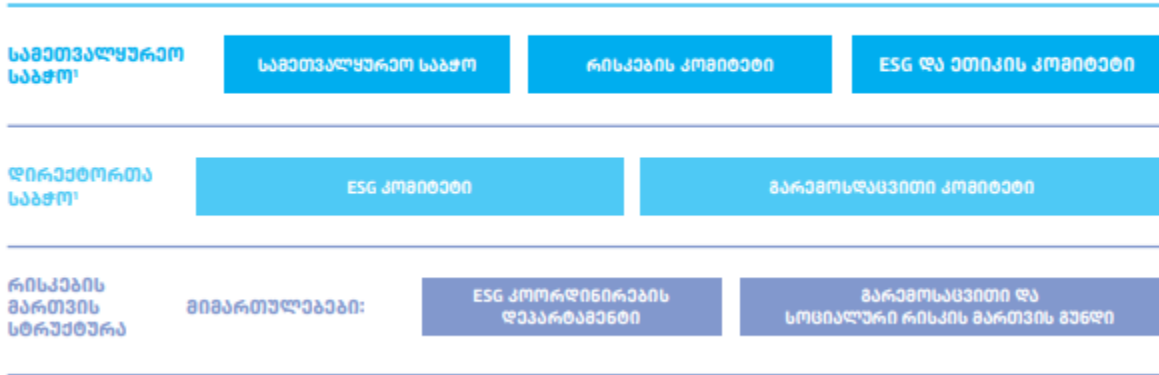 სამეთვალყურეო
საბჭო¹
სამეთვალყურეო საბჭო
რისკების კომიტეტი
ESG და ეთიკის კომიტეტი
დირექტორთა
საბჭო¹
ESG კომიტეტი
გარემოსდაცვითი კომიტეტი
რისკების
მართვის
სტრუქტურა
მიმართულებები:
ESG კოორდინირების
დეპარტამენტი
გარემოსაცვითი და
სოციალური რისკის მართვის გუნდი